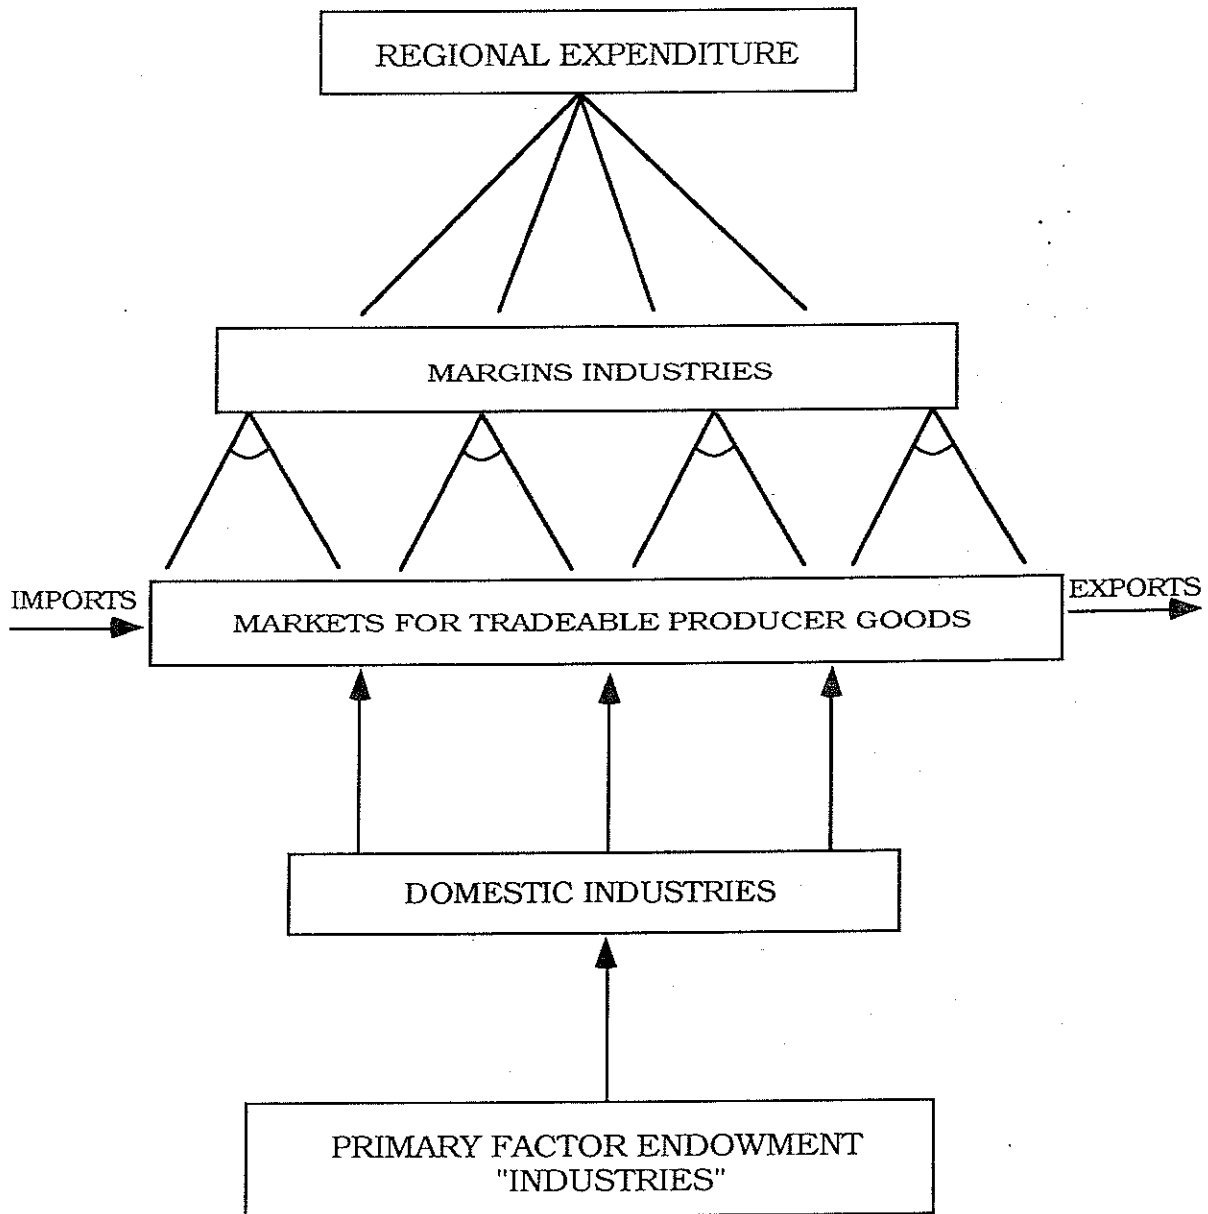 REGIONAL EXPENDITURE
MARGINS INDUSTRIES
IMPORTS
MARKETS FOR TRADEABLE PRODUCER GOODS
EXPORTS
DOMESTIC INDUSTRIES
PRIMARY FACTOR ENDOWMENT
"INDUSTRIES"